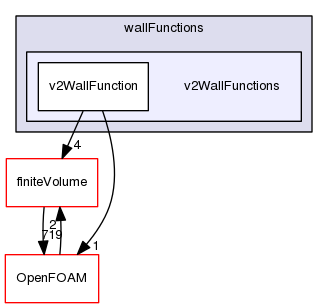 wallFunctions
v2WallFunction
v2WallFunctions
4
finiteVolume
2
719
1
OpenFOAM